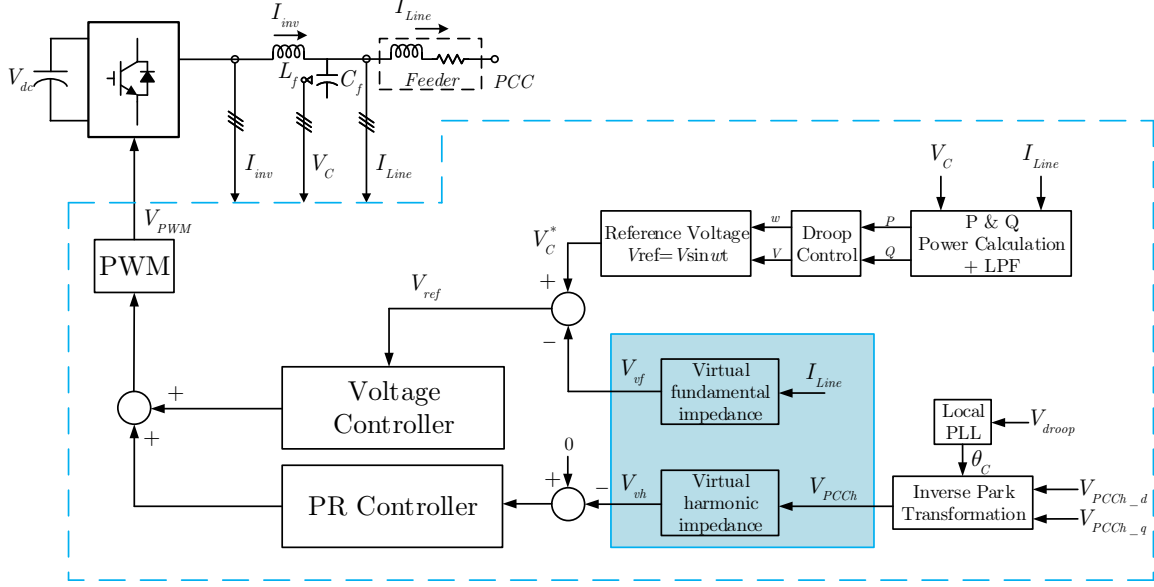 I_inv
I_Line
V_dc
L_f
C_f
Feeder
PCC
I_inv
V_C
I_Line
V_C
I_Line
V_PWM
PWM
V_C^*
Reference Voltage
Vref=Vsinwt
w
V
Droop
Control
P
Q
P & Q
Power Calculation
+ LPF
+
−
V_ref
V_vf
Virtual
fundamental
impedance
I_Line
Voltage
Controller
+
+
Local
PLL
V_droop
θ_C
0
PR Controller
+
−
V_vh
Virtual
harmonic
impedance
V_PCCh
Inverse Park
Transformation
V_PCCh_d
V_PCCh_q